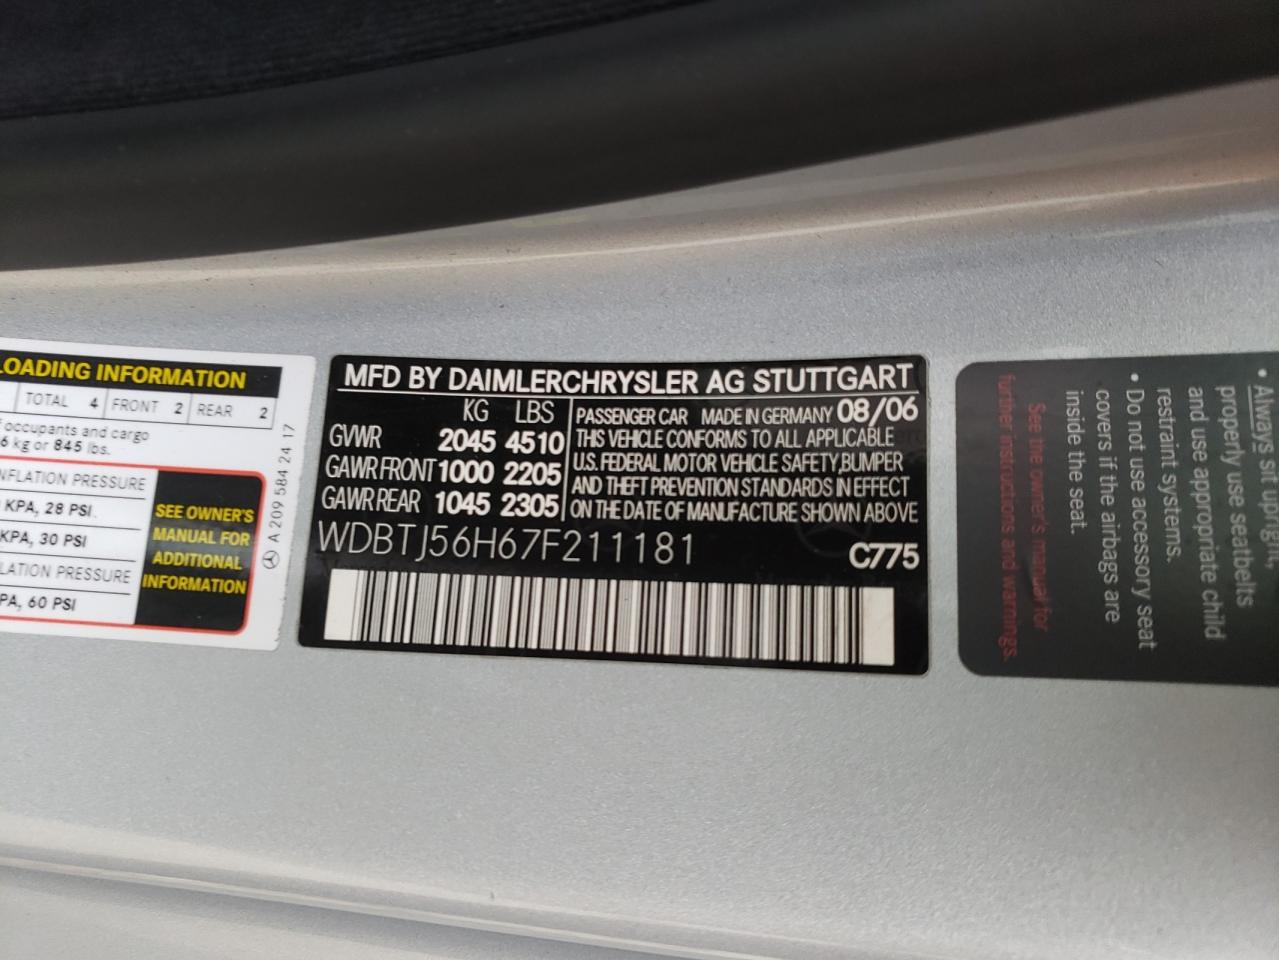 LOADING INFORMATION
TOTAL 4 FRONT 2 REAR 2
occupants and cargo
6 kg or 845 lbs.
INFLATION PRESSURE
KPA, 28 PSI
KPA, 30 PSI
LATION PRESSURE
PA, 60 PSI
SEE OWNER'S
MANUAL FOR
ADDITIONAL
INFORMATION
A 209 584 24 17
MFD BY DAIMLERCHRYSLER AG STUTTGART
KG LBS
GVWR 2045 4510
GAWR FRONT 1000 2205
GAWR REAR 1045 2305
PASSENGER CAR MADE IN GERMANY 08/06
THIS VEHICLE CONFORMS TO ALL APPLICABLE
U.S. FEDERAL MOTOR VEHICLE SAFETY,BUMPER
AND THEFT PREVENTION STANDARDS IN EFFECT
ON THE DATE OF MANUFACTURE SHOWN ABOVE
WDBTJ56H67F211181
C775
• Always sit upright,
properly use seatbelts
and use appropriate child
restraint systems.
• Do not use accessory seat
covers if the airbags are
inside the seat.
See the owner's manual for
further instructions and warnings.